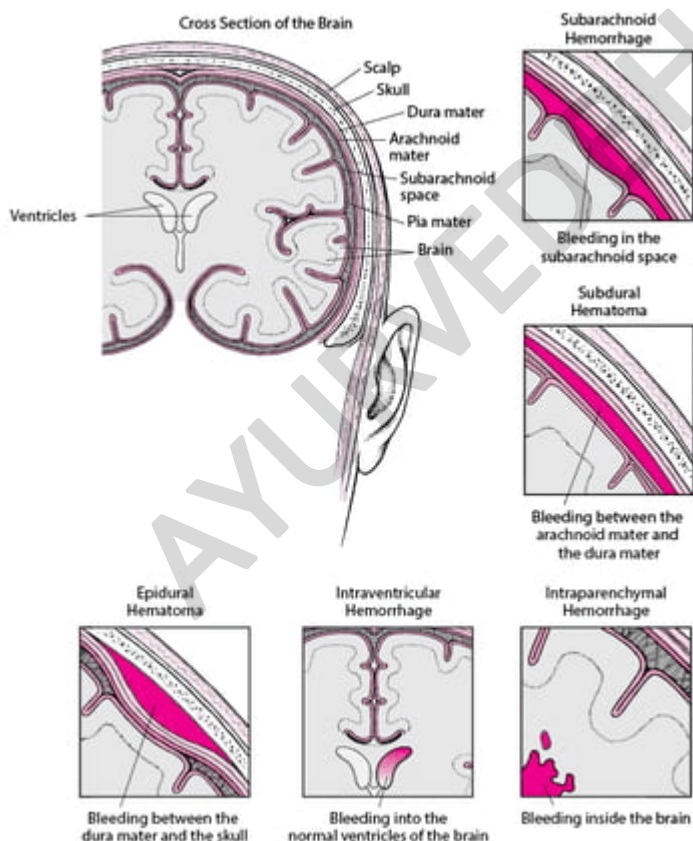 Cross Section of the Brain
Scalp
Skull
Dura mater
Arachnoid
mater
Subarachnoid
space
Pia mater
Brain
Ventricles
Subarachnoid
Hemorrhage
Bleeding in the
subarachnoid space
Subdural
Hematoma
Bleeding between the
arachnoid mater and
the dura mater
Epidural
Hematoma
Bleeding between the
dura mater and the skull
Intraventricular
Hemorrhage
Bleeding into the
normal ventricles of the brain
Intraparenchymal
Hemorrhage
Bleeding inside the brain